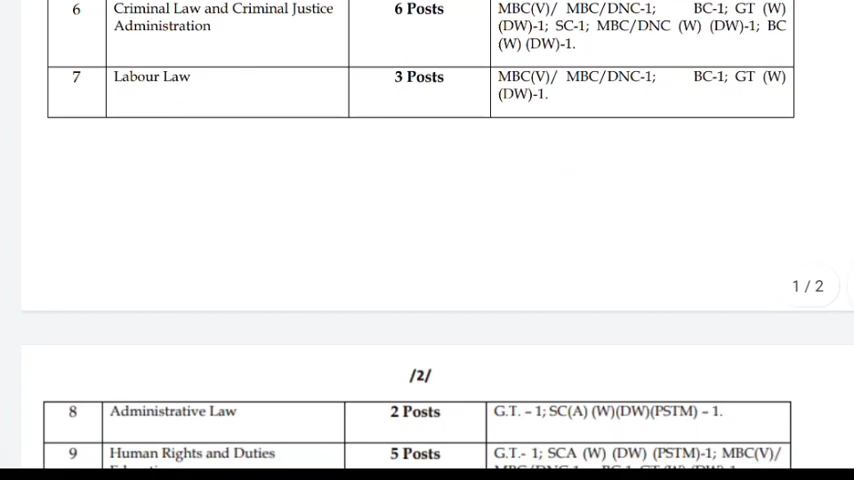 6 Criminal Law and Criminal Justice 6 Posts MBC(V)/ MBC/DNC-1; BC-1; GT (W)
Administration (DW)-1; SC-1; MBC/DNC (W) (DW)-1; BC
(W) (DW)-1.
7 Labour Law 3 Posts MBC(V)/ MBC/DNC-1; BC-1; GT (W)
(DW)-1.
1 / 2
/2/
8 Administrative Law 2 Posts G.T. – 1; SC(A) (W)(DW)(PSTM) – 1.
9 Human Rights and Duties 5 Posts G.T.- 1; SCA (W) (DW) (PSTM)-1; MBC(V)/